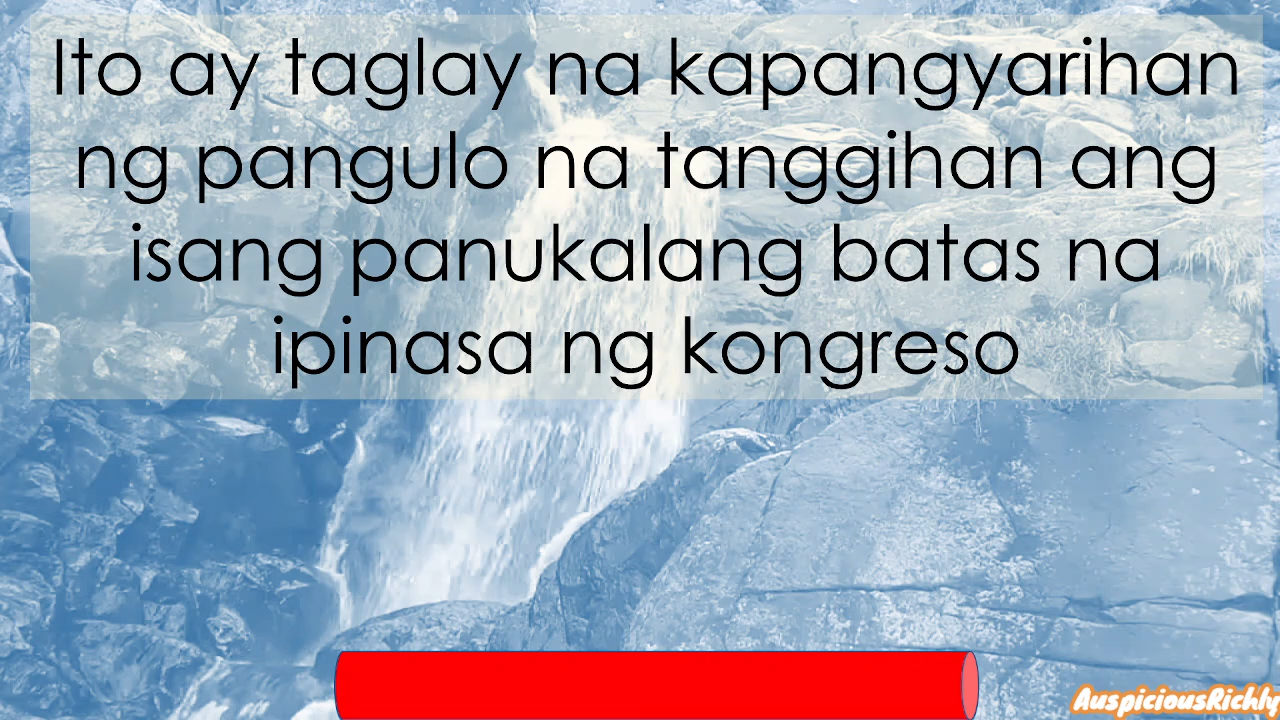 Ito ay taglay na kapangyarihan
ng pangulo na tanggihan ang
isang panukalang batas na
ipinasa ng kongreso
AuspiciousRichly